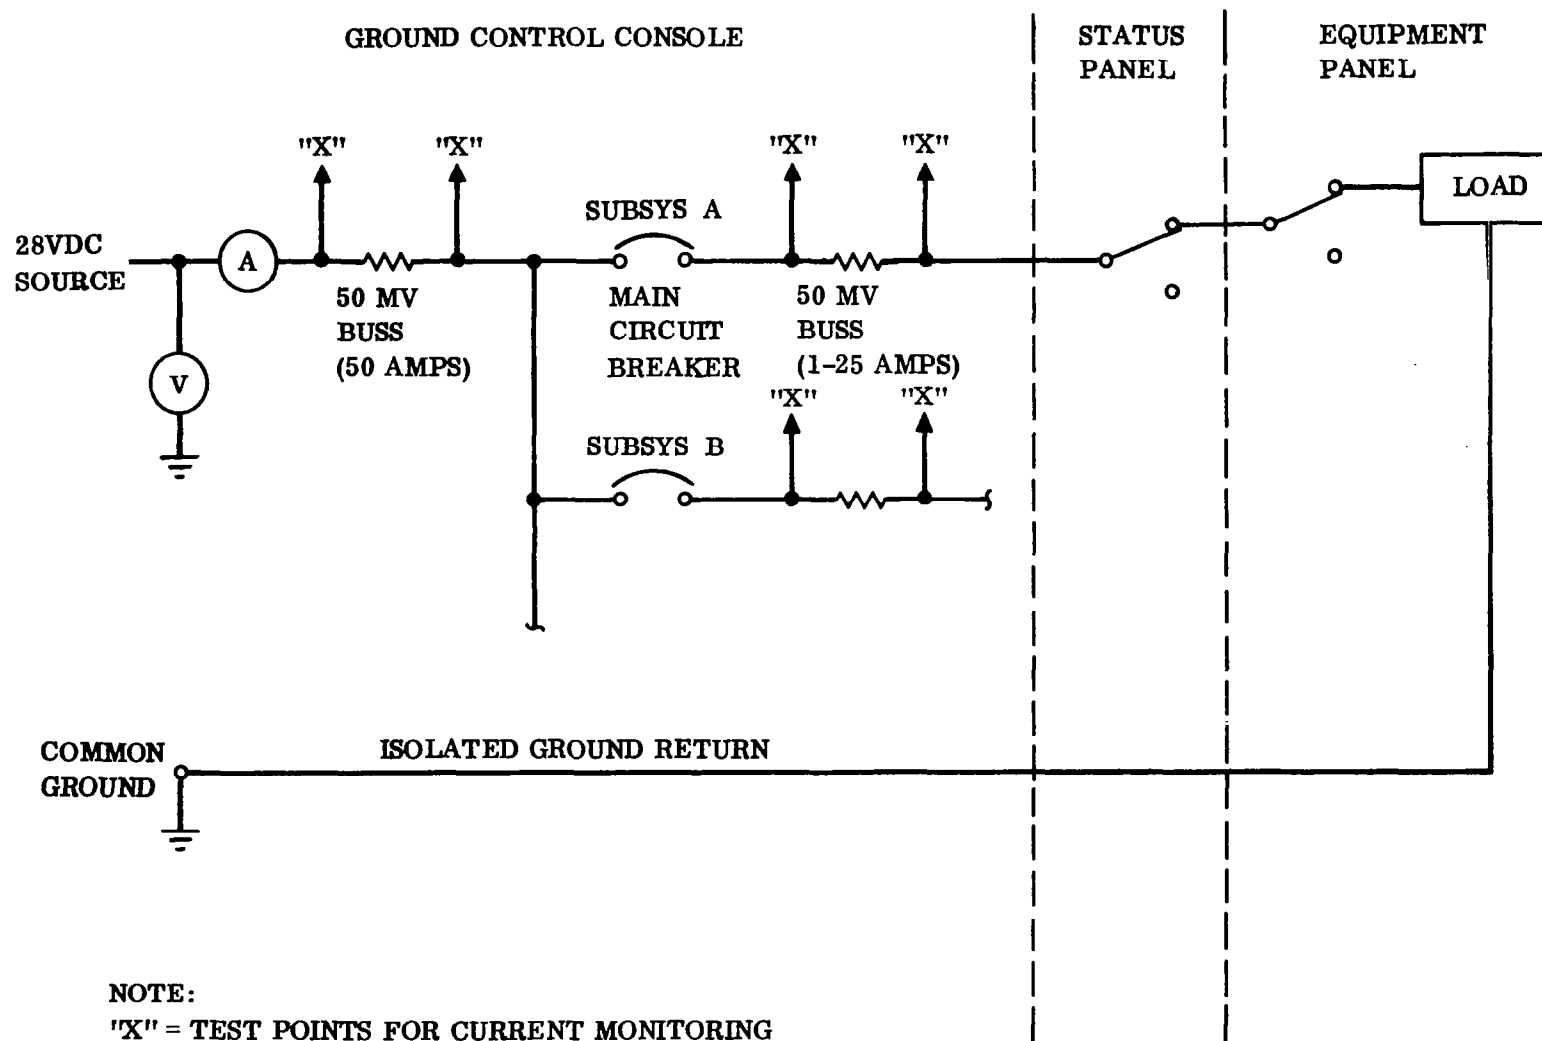 GROUND CONTROL CONSOLE
STATUS
PANEL
EQUIPMENT
PANEL
"X"
"X"
"X"
"X"
LOAD
SUBSYS A
28VDC
SOURCE
A
50 MV
BUSS
(50 AMPS)
MAIN
CIRCUIT
BREAKER
50 MV
BUSS
(1-25 AMPS)
V
"X"
"X"
SUBSYS B
COMMON
GROUND
ISOLATED GROUND RETURN
NOTE:
"X" = TEST POINTS FOR CURRENT MONITORING